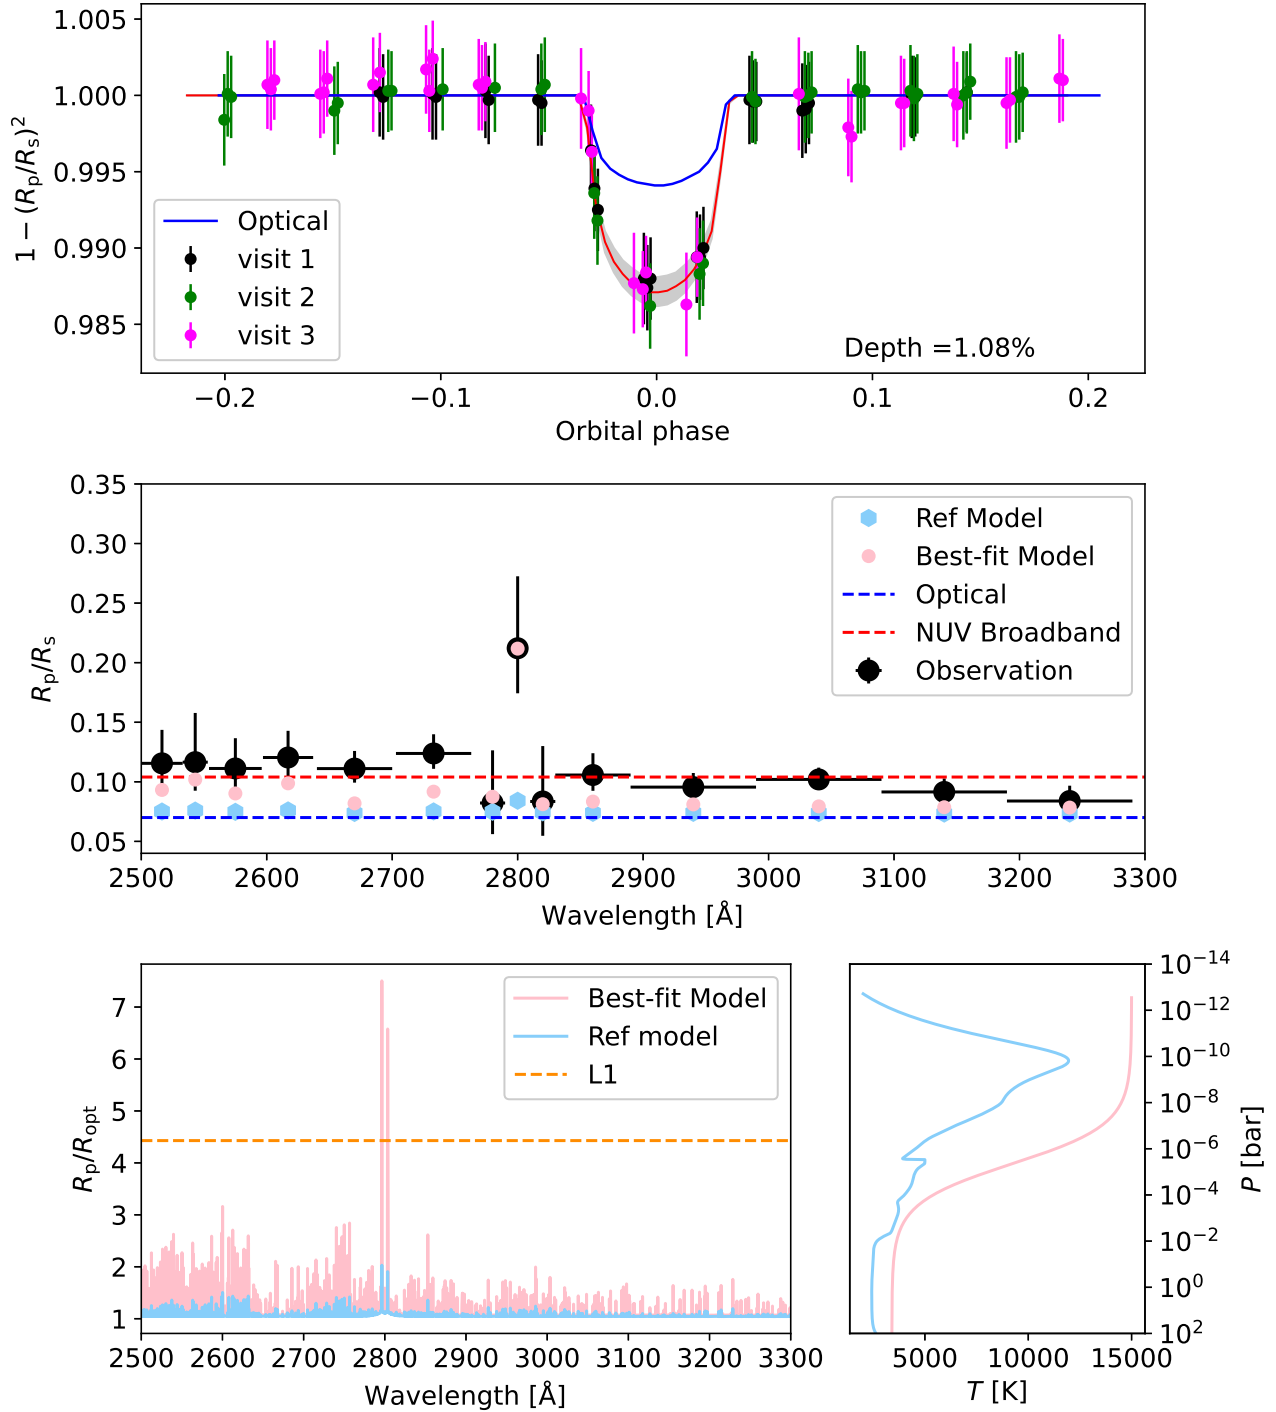 1.005
1.000
0.995
0.990
0.985
1 − (Rp/Rs)²
Optical
visit 1
visit 2
visit 3
Depth =1.08%
−0.2 −0.1 0.0 0.1 0.2
Orbital phase
0.35
0.30
0.25
0.20
0.15
0.10
0.05
Rp/Rs
Ref Model
Best-fit Model
Optical
NUV Broadband
Observation
2500 2600 2700 2800 2900 3000 3100 3200 3300
Wavelength [Å]
7
6
5
4
3
2
1
Rp/Ropt
Best-fit Model
Ref model
L1
2500 2600 2700 2800 2900 3000 3100 3200 3300
Wavelength [Å]
10⁻¹⁴
10⁻¹²
10⁻¹⁰
10⁻⁸
10⁻⁶
10⁻⁴
10⁻²
10⁰
10²
P [bar]
5000 10000 15000
T [K]